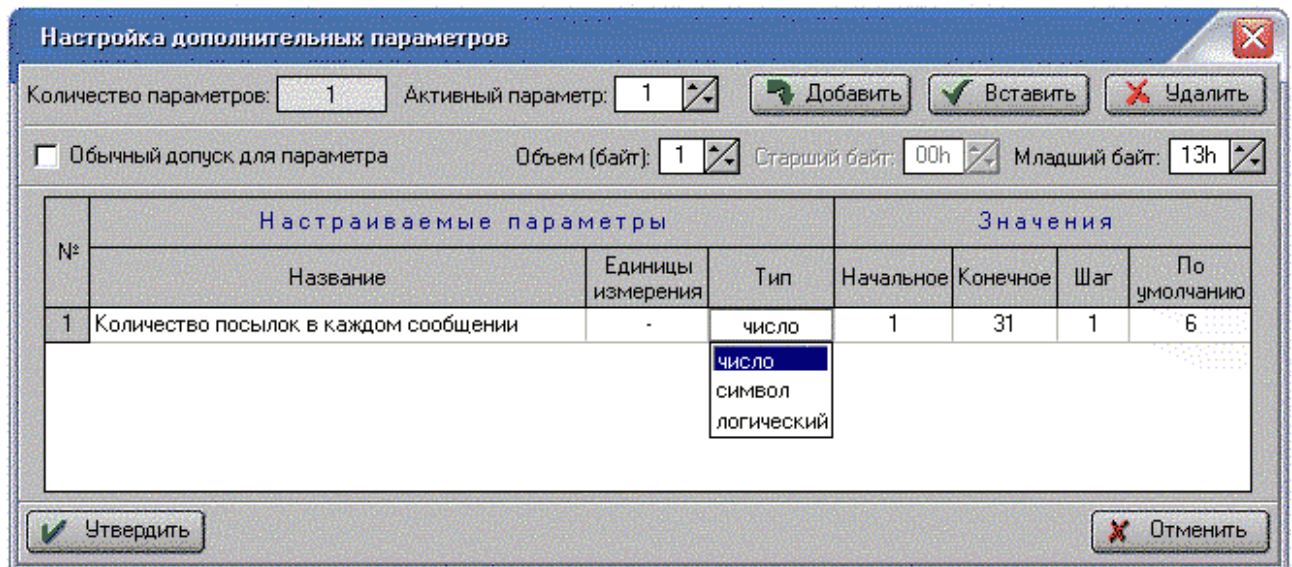 Настройка дополнительных параметров
Количество параметров: 1 Активный параметр: 1 Добавить Вставить Удалить
Обычный допуск для параметра Объем (байт): 1 Старший байт: 00h Младший байт: 13h
№ Настраиваемые параметры Значения
Название Единицы измерения Тип Начальное Конечное Шаг По умолчанию
1 Количество посылок в каждом сообщении - число 1 31 1 6
число
символ
логический
Утвердить Отменить